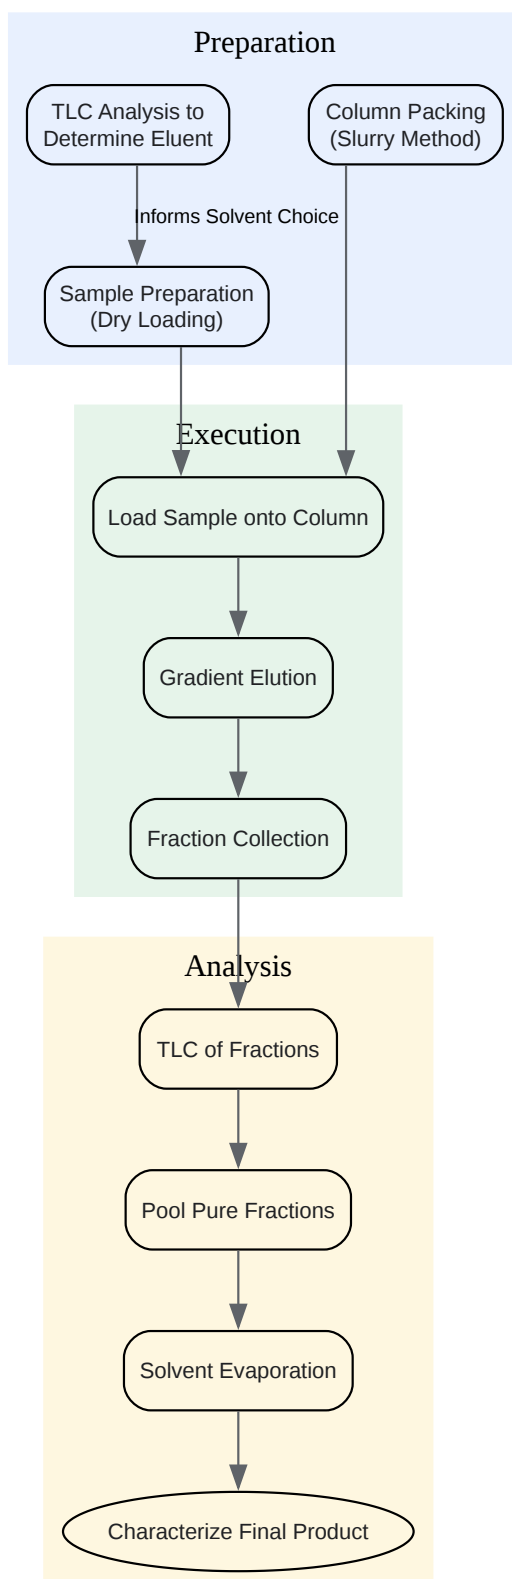 Preparation
TLC Analysis to
Determine Eluent
Column Packing
(Slurry Method)
Informs Solvent Choice
Sample Preparation
(Dry Loading)
Execution
Load Sample onto Column
Gradient Elution
Fraction Collection
Analysis
TLC of Fractions
Pool Pure Fractions
Solvent Evaporation
Characterize Final Product